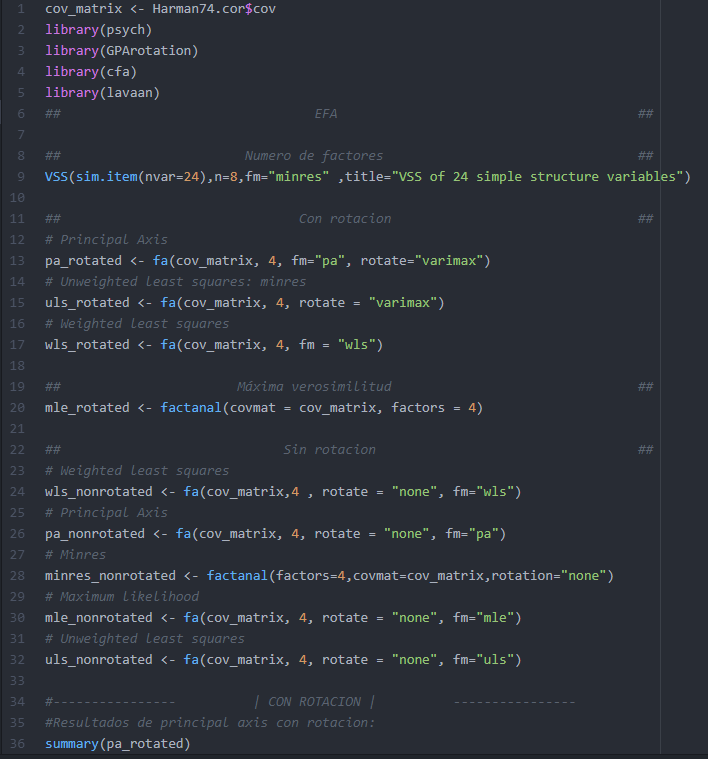 1 cov_matrix <- Harman74.cor$cov
2 library(psych)
3 library(GPArotation)
4 library(cfa)
5 library(lavaan)
6 ## EFA ##
7
8 ## Numero de factores ##
9 VSS(sim.item(nvar=24),n=8,fm="minres" ,title="VSS of 24 simple structure variables")
10
11 ## Con rotacion ##
12 # Principal Axis
13 pa_rotated <- fa(cov_matrix, 4, fm="pa", rotate="varimax")
14 # Unweighted least squares: minres
15 uls_rotated <- fa(cov_matrix, 4, rotate = "varimax")
16 # Weighted least squares
17 wls_rotated <- fa(cov_matrix, 4, fm = "wls")
18
19 ## Máxima verosimilitud ##
20 mle_rotated <- factanal(covmat = cov_matrix, factors = 4)
21
22 ## Sin rotacion ##
23 # Weighted least squares
24 wls_nonrotated <- fa(cov_matrix,4 , rotate = "none", fm="wls")
25 # Principal Axis
26 pa_nonrotated <- fa(cov_matrix, 4, rotate = "none", fm="pa")
27 # Minres
28 minres_nonrotated <- factanal(factors=4,covmat=cov_matrix,rotation="none")
29 # Maximum likelihood
30 mle_nonrotated <- fa(cov_matrix, 4, rotate = "none", fm="mle")
31 # Unweighted least squares
32 uls_nonrotated <- fa(cov_matrix, 4, rotate = "none", fm="uls")
33
34 #---------------- | CON ROTACION | ----------------
35 #Resultados de principal axis con rotacion:
36 summary(pa_rotated)